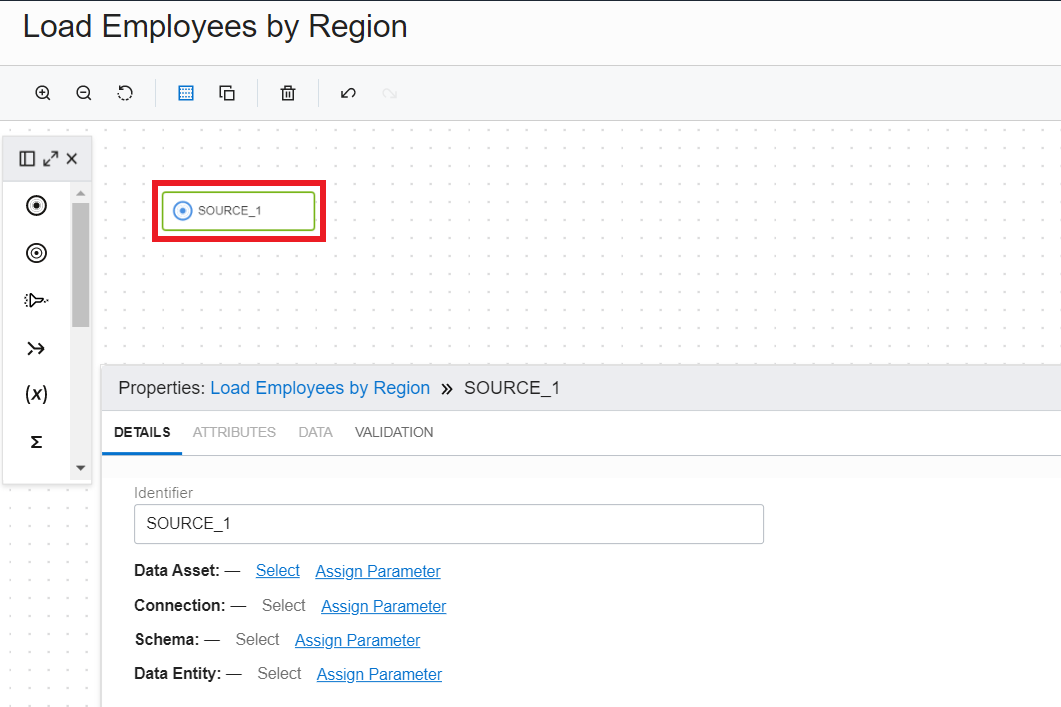 Load Employees by Region
SOURCE_1
(x)
Σ
Properties: Load Employees by Region » SOURCE_1
DETAILS ATTRIBUTES DATA VALIDATION
Identifier
SOURCE_1
Data Asset: — Select Assign Parameter
Connection: — Select Assign Parameter
Schema: — Select Assign Parameter
Data Entity: — Select Assign Parameter